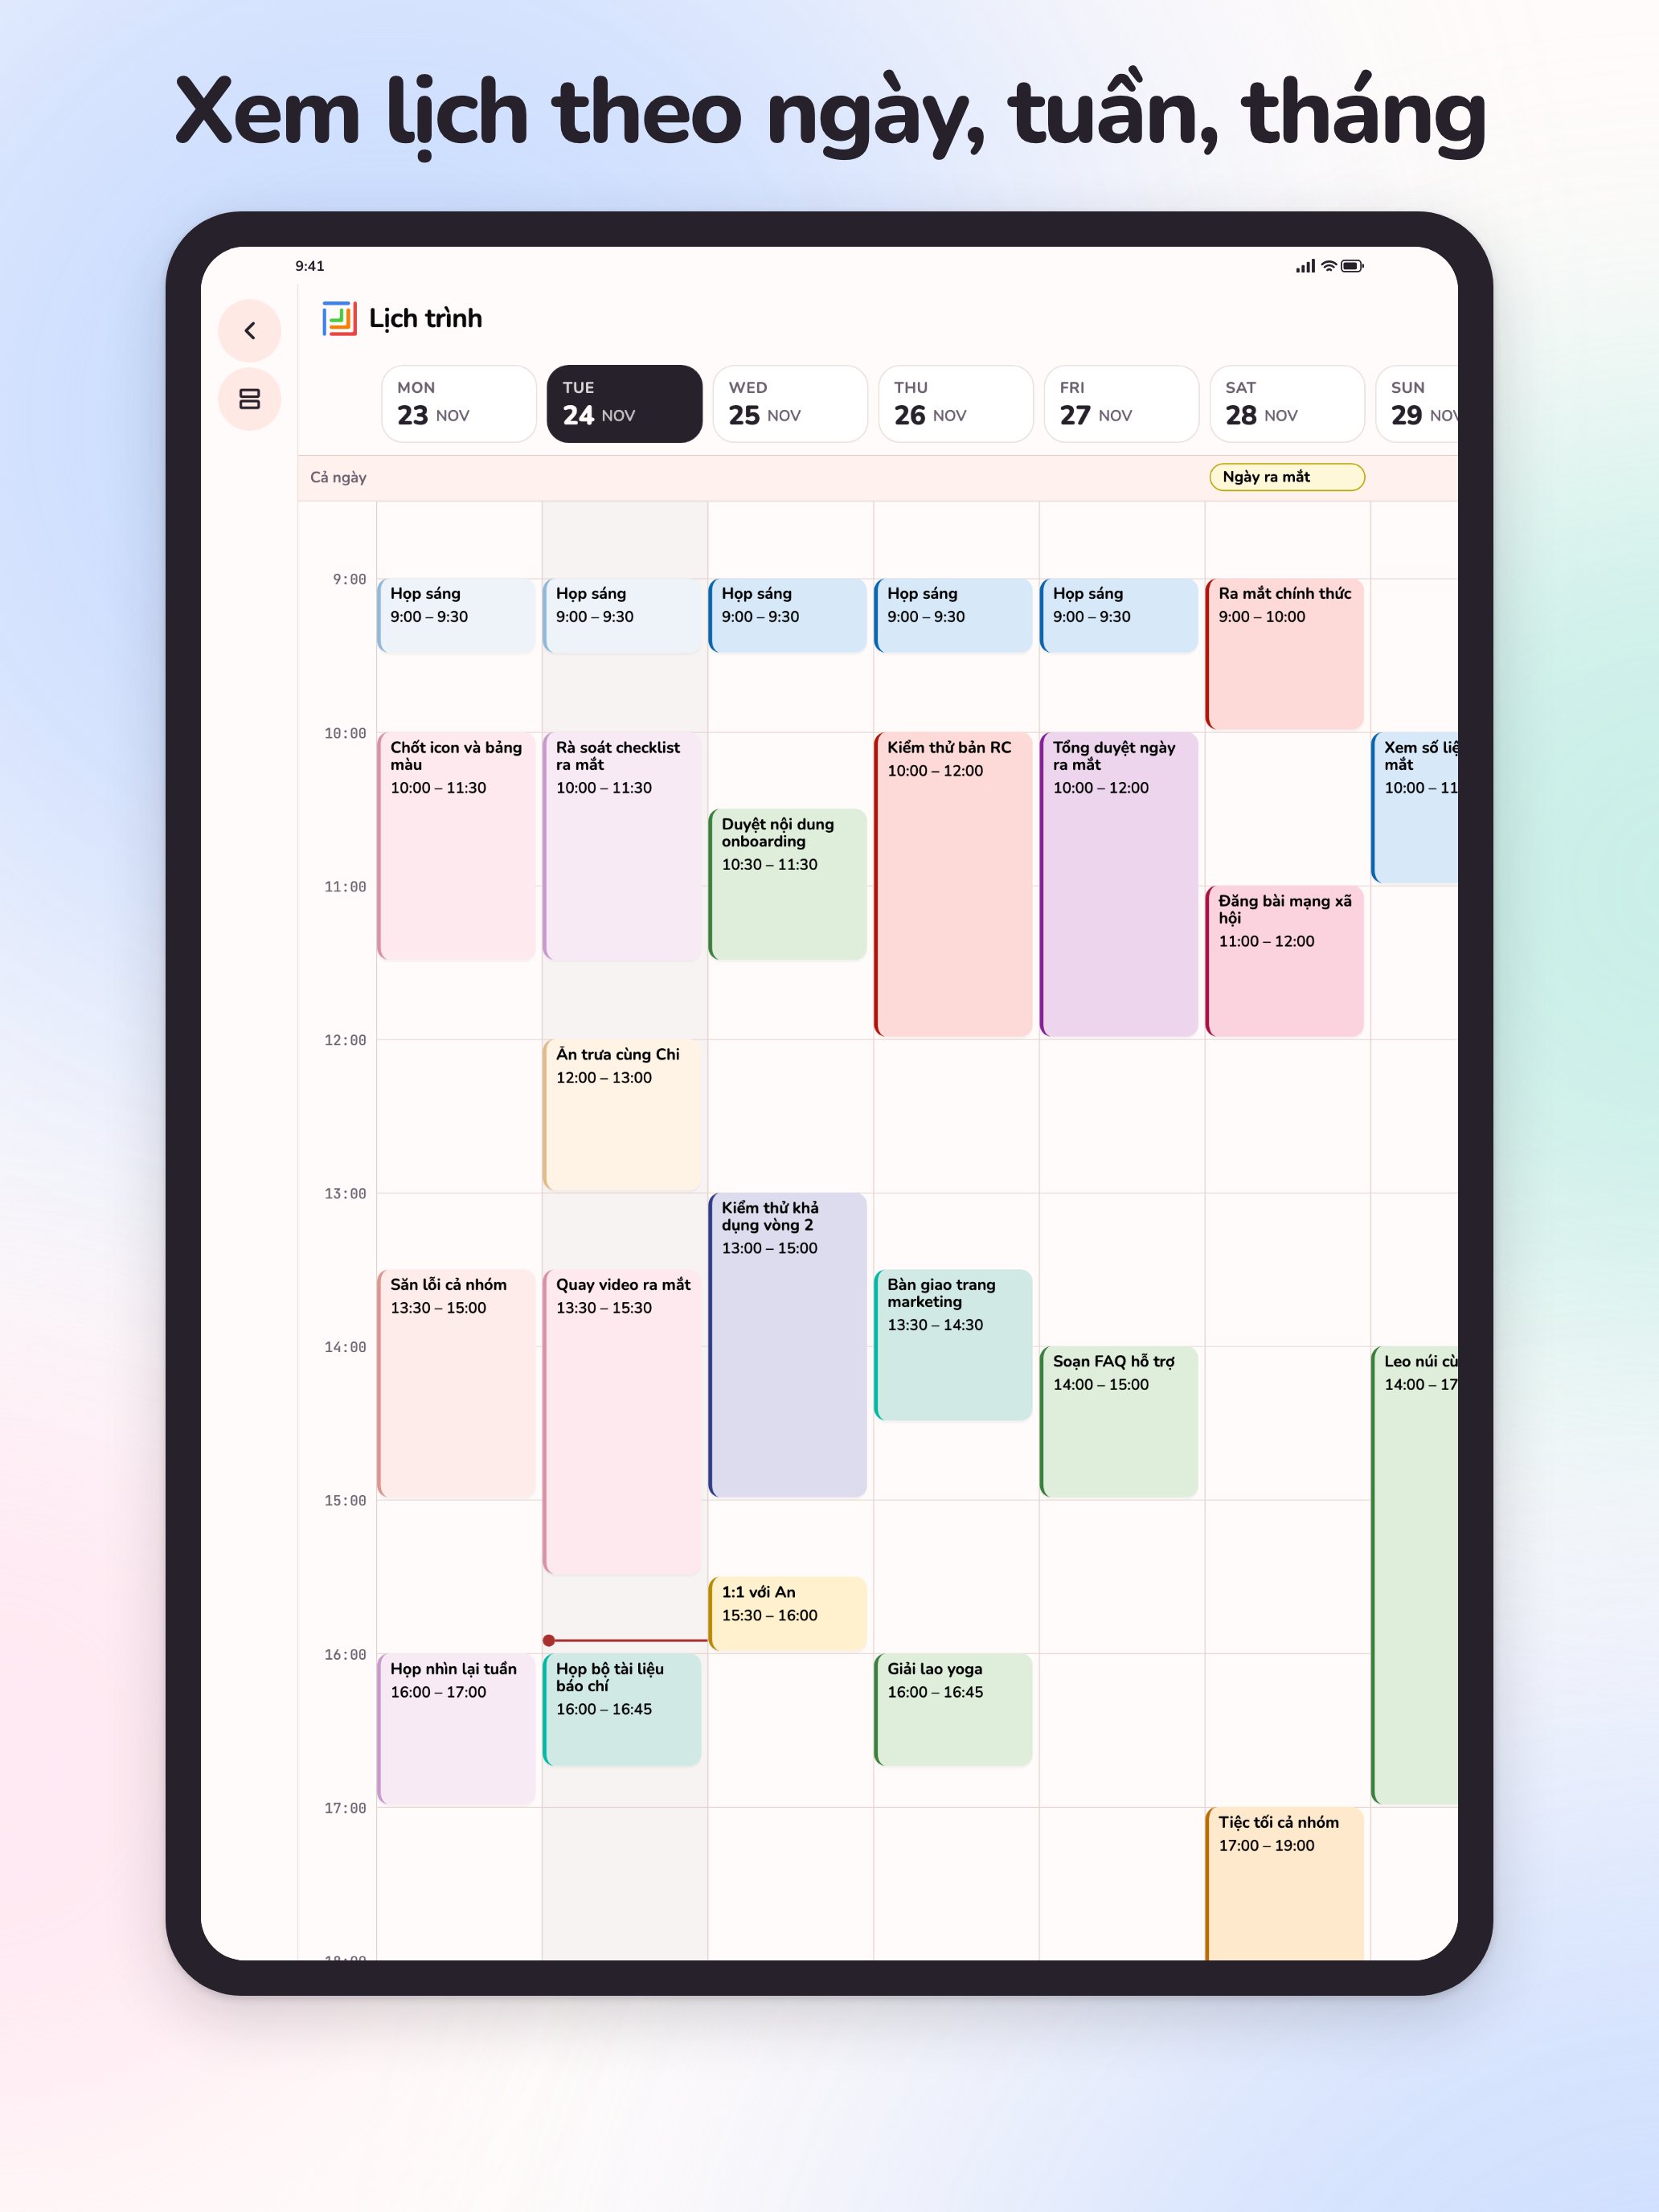 Xem lịch theo ngày, tuần, tháng
9:41
Lịch trình
MON
23 NOV
TUE
24 NOV
WED
25 NOV
THU
26 NOV
FRI
27 NOV
SAT
28 NOV
SUN
29
Cả ngày
Ngày ra mắt
9:00
10:00
11:00
12:00
13:00
14:00
15:00
16:00
17:00
Họp sáng
9:00 – 9:30
Chốt icon và bảng
màu
10:00 – 11:30
Săn lỗi cả nhóm
13:30 – 15:00
Họp nhìn lại tuần
16:00 – 17:00
Họp sáng
9:00 – 9:30
Rà soát checklist
ra mắt
10:00 – 11:30
Ăn trưa cùng Chi
12:00 – 13:00
Quay video ra mắt
13:30 – 15:30
Họp bộ tài liệu
báo chí
16:00 – 16:45
Họp sáng
9:00 – 9:30
Duyệt nội dung
onboarding
10:30 – 11:30
Kiểm thử khả
dụng vòng 2
13:00 – 15:00
1:1 với An
15:30 – 16:00
Họp sáng
9:00 – 9:30
Kiểm thử bản RC
10:00 – 12:00
Bàn giao trang
marketing
13:30 – 14:30
Giải lao yoga
16:00 – 16:45
Họp sáng
9:00 – 9:30
Tổng duyệt ngày
ra mắt
10:00 – 12:00
Soạn FAQ hỗ trợ
14:00 – 15:00
Ra mắt chính thức
9:00 – 10:00
Đăng bài mạng xã
hội
11:00 – 12:00
Tiệc tối cả nhóm
17:00 – 19:00
Xem số
mắt
10:00 –
Leo núi
14:00 –